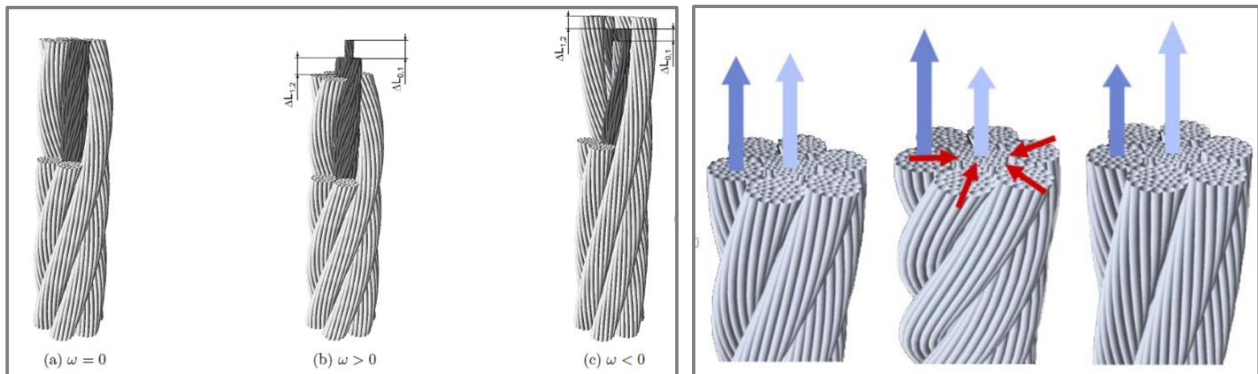 ΔL₁,₂
ΔL₀,₁
ΔL₁,₂
ΔL₀,₁
(a) ω = 0
(b) ω > 0
(c) ω < 0